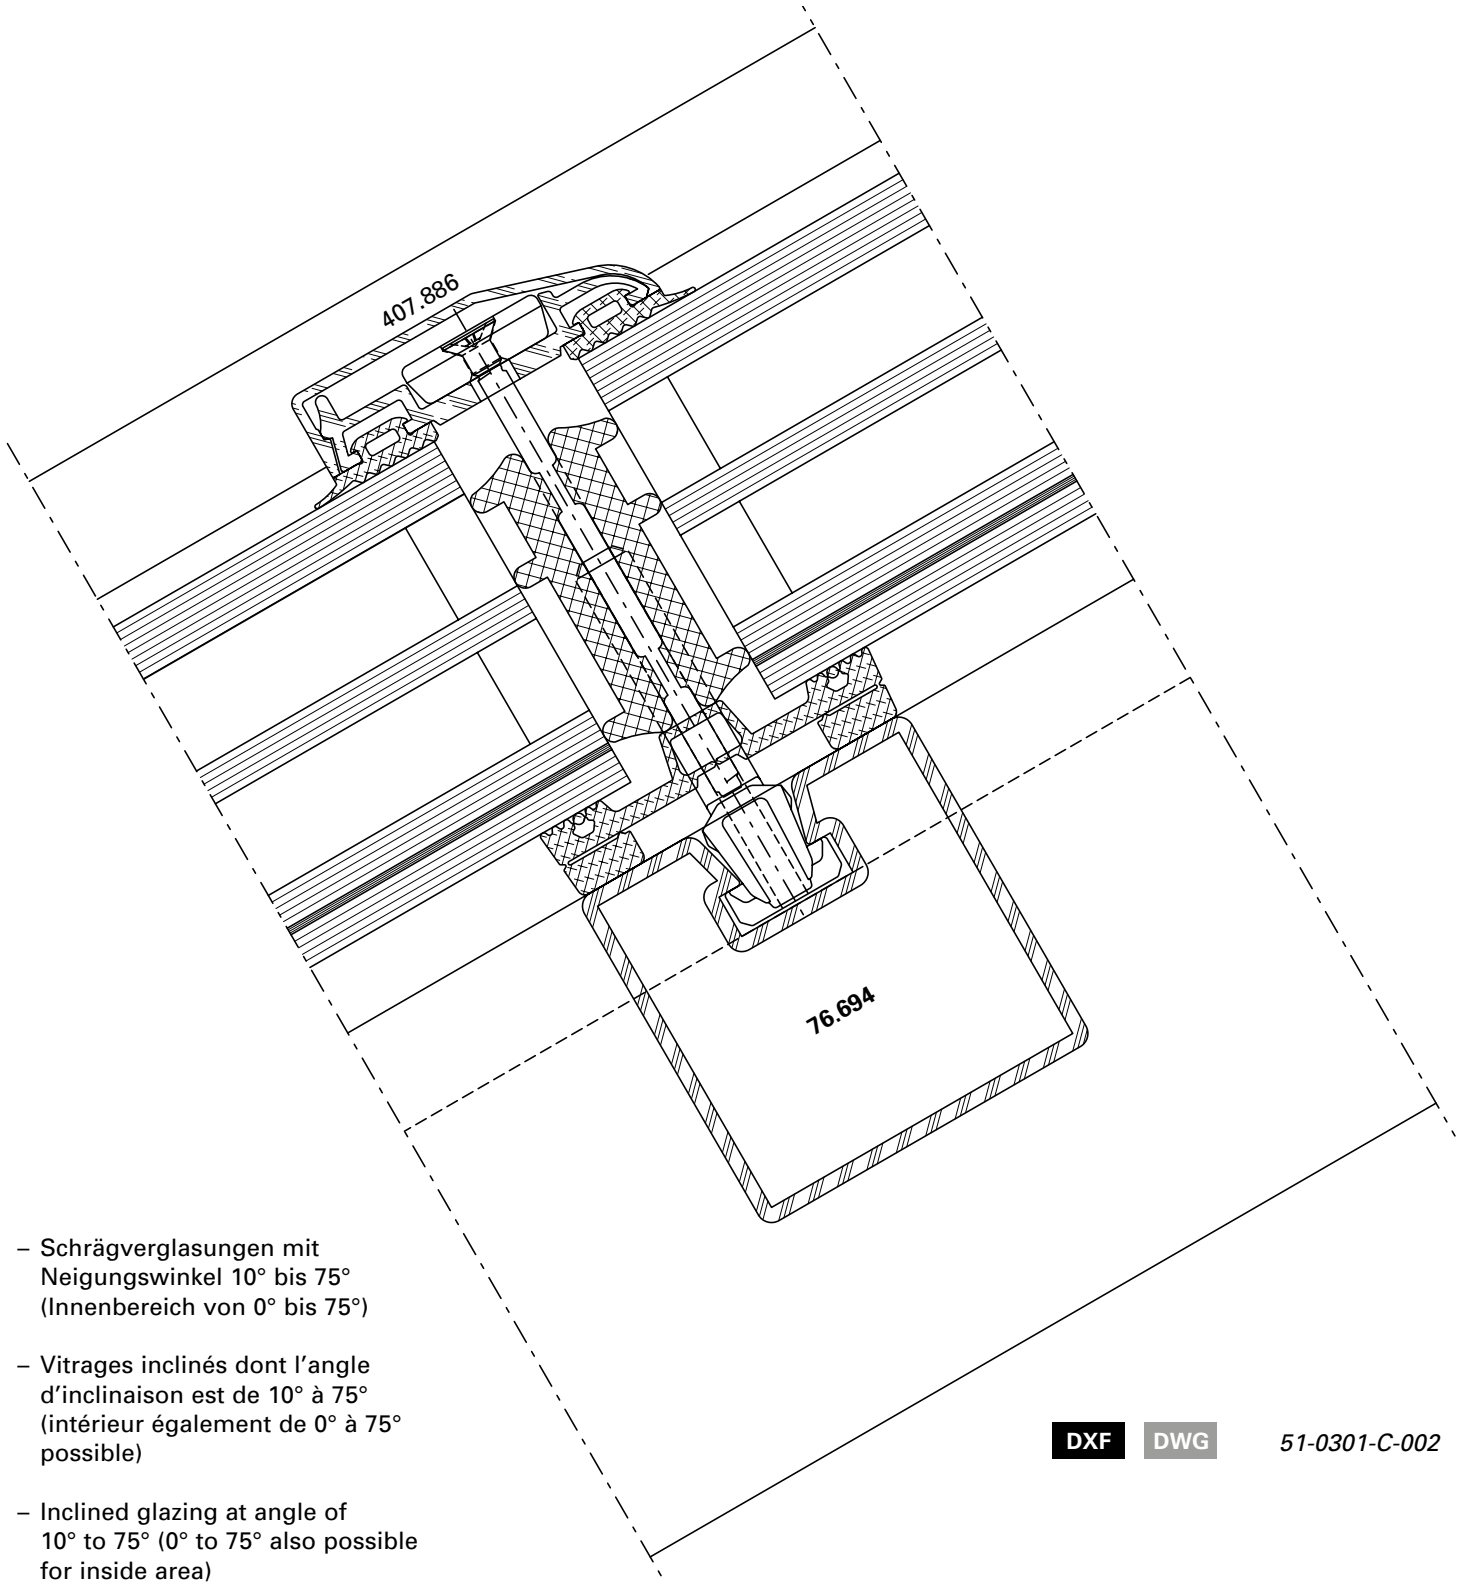 407.886
76.694
– Schrägverglasungen mit
Neigungswinkel 10° bis 75°
(Innenbereich von 0° bis 75°)
– Vitrages inclinés dont l’angle
d’inclinaison est de 10° à 75°
(intérieur également de 0° à 75°
possible)
– Inclined glazing at angle of
10° to 75° (0° to 75° also possible
for inside area)
DXF DWG 51-0301-C-002